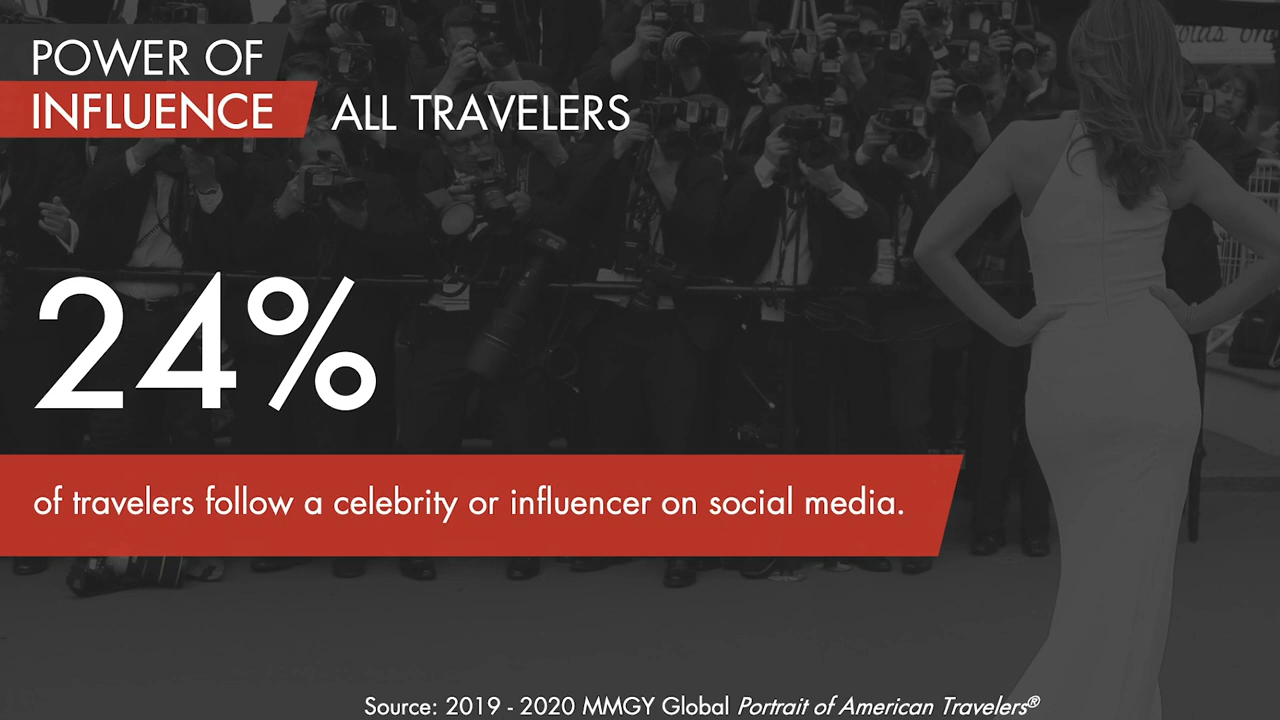 POWER OF
INFLUENCE
ALL TRAVELERS
24%
of travelers follow a celebrity or influencer on social media.
Source: 2019 - 2020 MMGY Global Portrait of American Travelers®